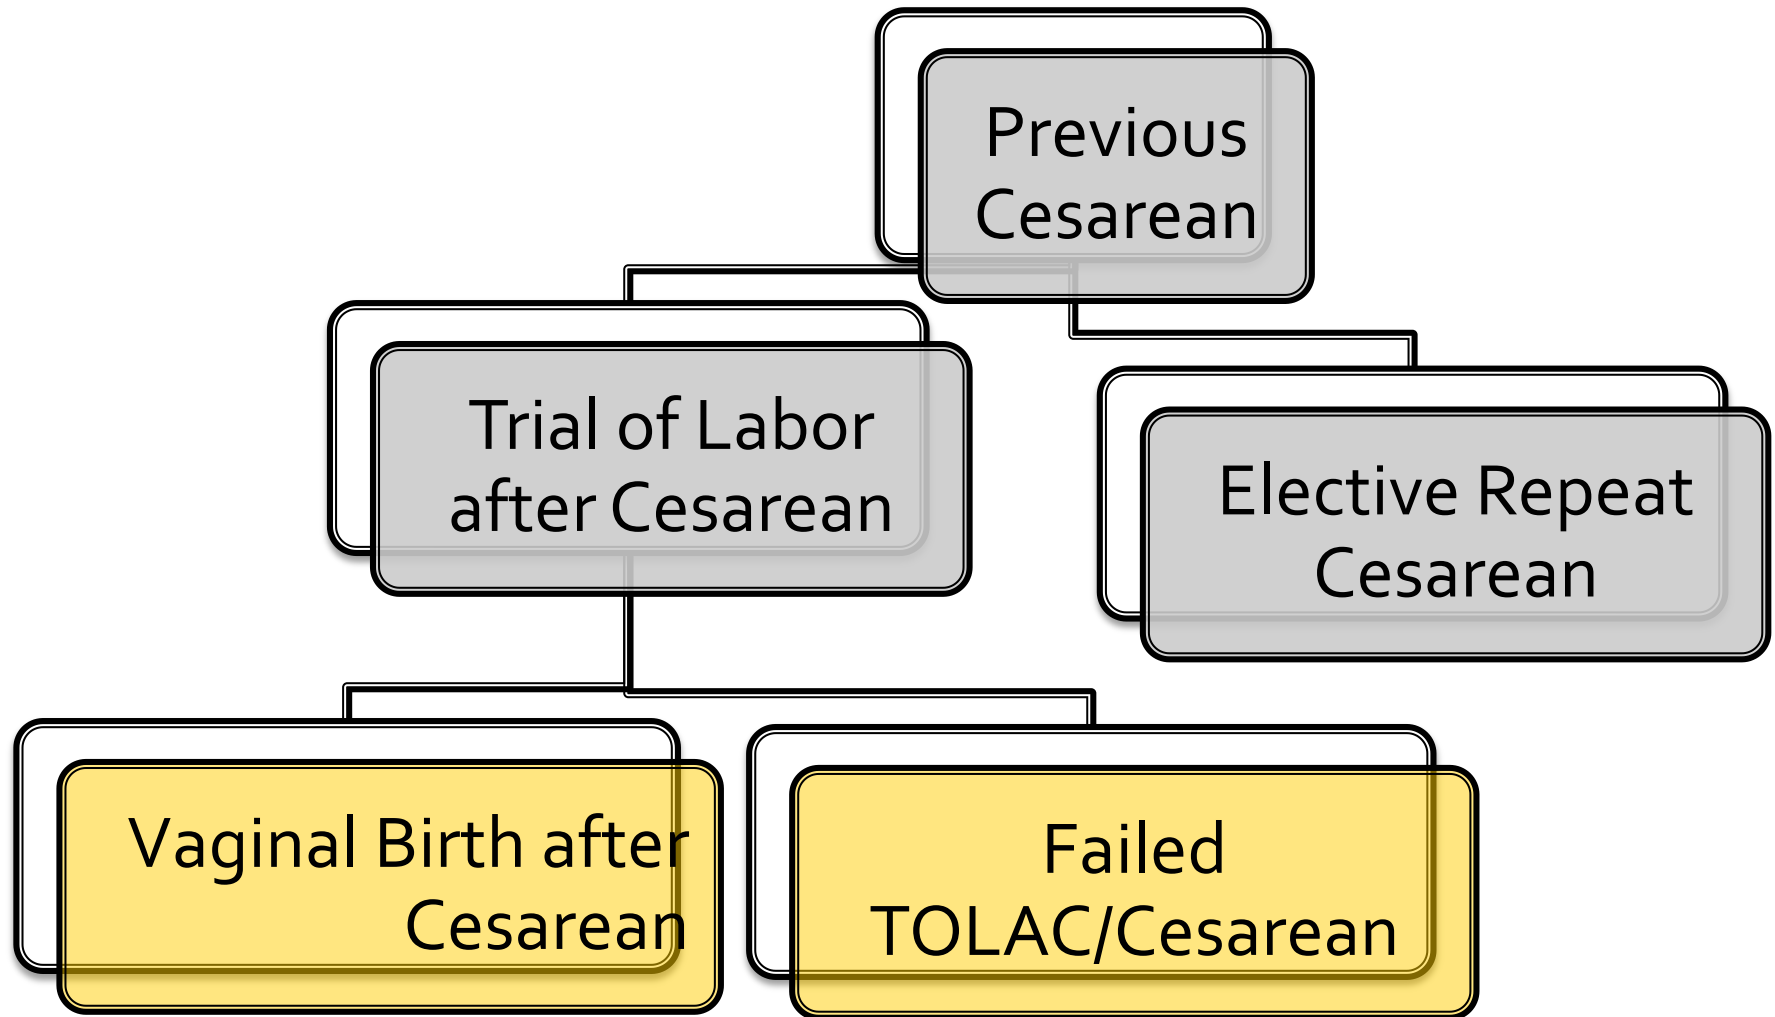 Previous
Cesarean
Trial of Labor
after Cesarean
Elective Repeat
Cesarean
Vaginal Birth after
Cesarean
Failed
TOLAC/Cesarean